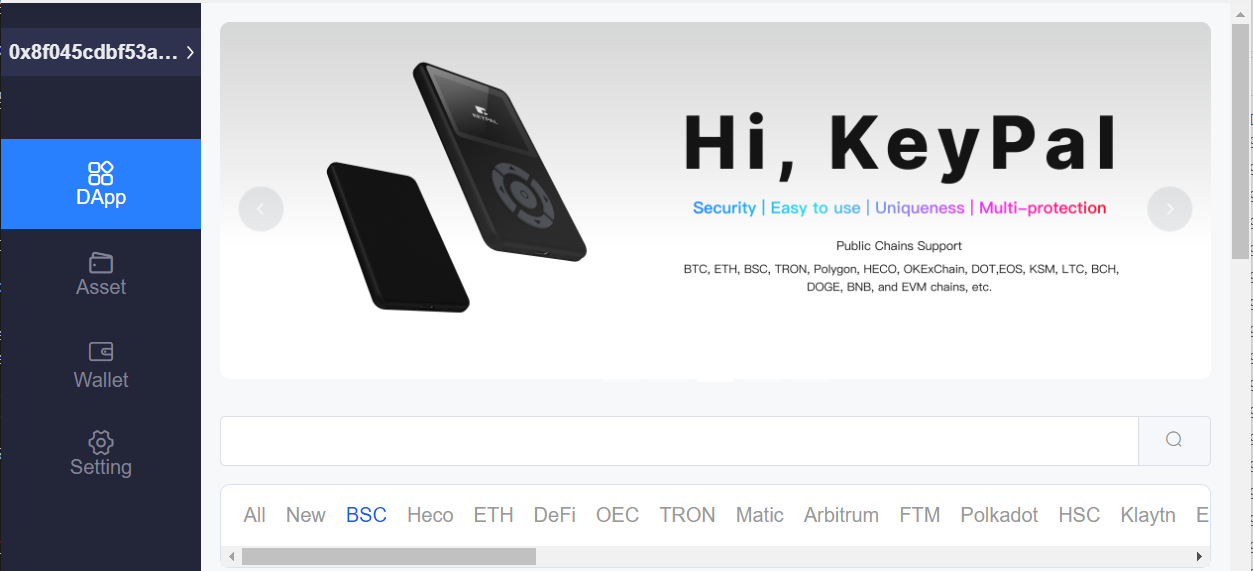 0x8f045cdbf53a...
DApp
Asset
Wallet
Setting
KEYPAL
Hi, KeyPal
Security | Easy to use | Uniqueness | Multi-protection
Public Chains Support
BTC, ETH, BSC, TRON, Polygon, HECO, OKExChain, DOT,EOS, KSM, LTC, BCH,
DOGE, BNB, and EVM chains, etc.
All New BSC Heco ETH DeFi OEC TRON Matic Arbitrum FTM Polkadot HSC Klaytn E